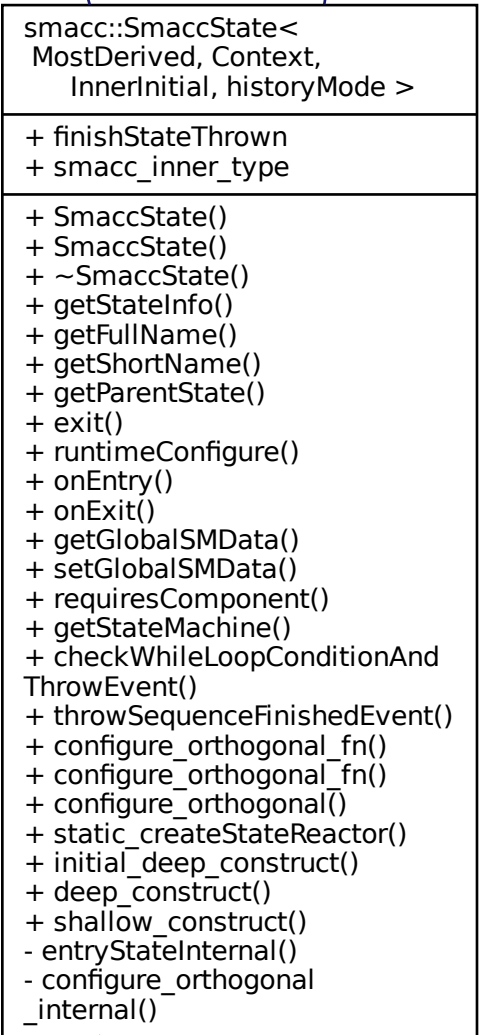 smacc::SmaccState<
MostDerived, Context,
InnerInitial, historyMode >
+ finishStateThrown
+ smacc_inner_type
+ SmaccState()
+ SmaccState()
+ ~SmaccState()
+ getStateInfo()
+ getFullName()
+ getShortName()
+ getParentState()
+ exit()
+ runtimeConfigure()
+ onEntry()
+ onExit()
+ getGlobalSMData()
+ setGlobalSMData()
+ requiresComponent()
+ getStateMachine()
+ checkWhileLoopConditionAnd
ThrowEvent()
+ throwSequenceFinishedEvent()
+ configure_orthogonal_fn()
+ configure_orthogonal_fn()
+ configure_orthogonal()
+ static_createStateReactor()
+ initial_deep_construct()
+ deep_construct()
+ shallow_construct()
- entryStateInternal()
- configure_orthogonal
_internal()